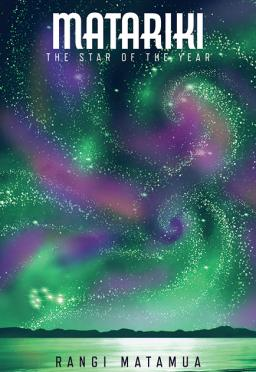 MATARIKI
THE STAR OF THE YEAR
RANGI MATAMUA